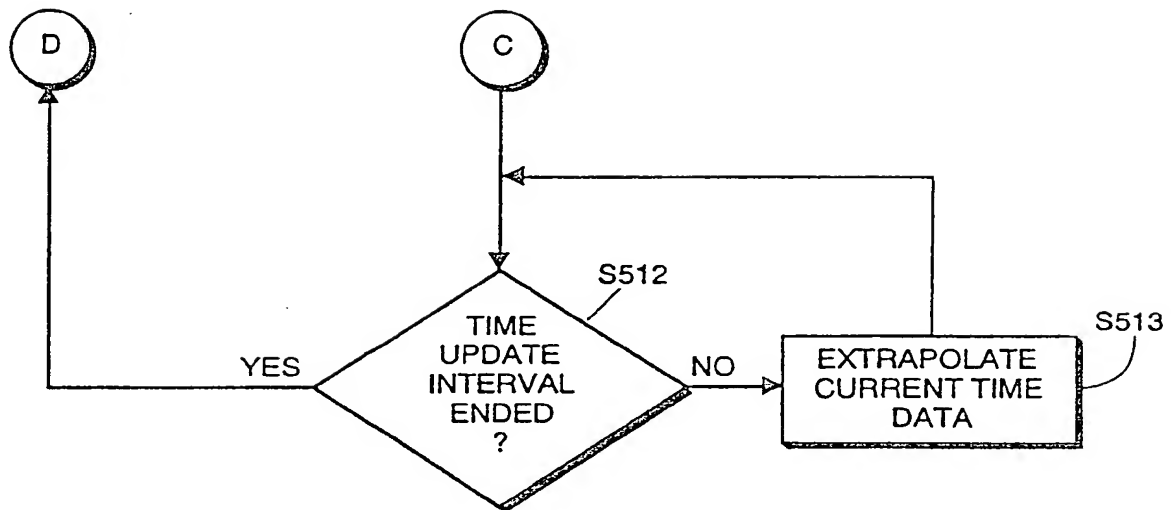 D
C
S512
TIME
UPDATE
INTERVAL
ENDED
?
YES
NO
S513
EXTRAPOLATE
CURRENT TIME
DATA